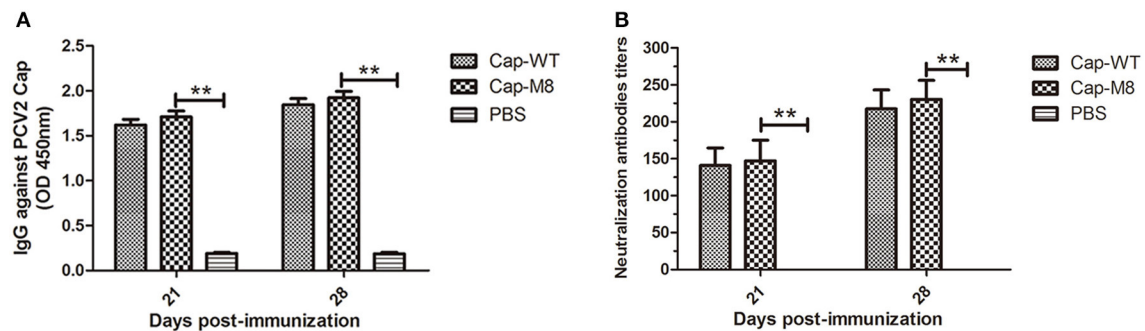 A
IgG against PCV2 Cap
(OD 450nm)
2.5
2.0
1.5
1.0
0.5
0.0
**
**
21
28
Days post-immunization
Cap-WT
Cap-M8
PBS
B
Neutralization antibodies titers
300
250
200
150
100
50
0
**
**
21
28
Days post-immunization
Cap-WT
Cap-M8
PBS